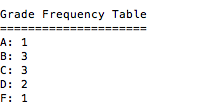 Grade Frequency Table
=====================
A: 1
B: 3
C: 3
D: 2
F: 1